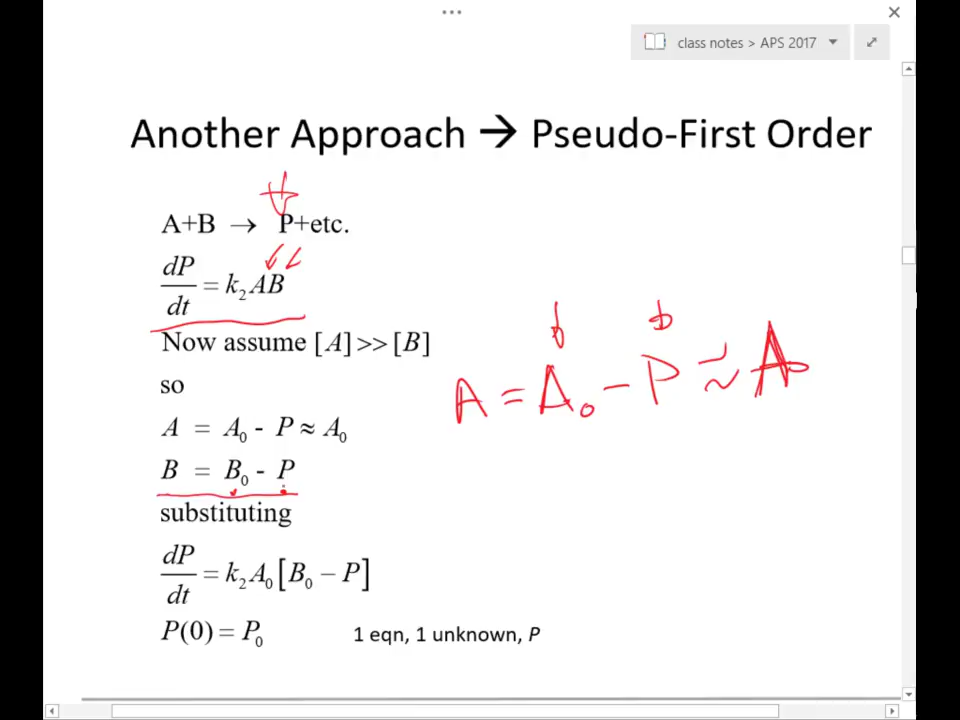 class notes > APS 2017
Another Approach → Pseudo-First Order
A+B → P+etc.
dP/dt = k₂AB
Now assume [A]>>[B]
so
A = A₀ - P ≈ A₀
A = A₀ - P ≈ A₀
B = B₀ - P
substituting
dP/dt = k₂A₀[B₀ – P]
P(0) = P₀ 1 eqn, 1 unknown, P